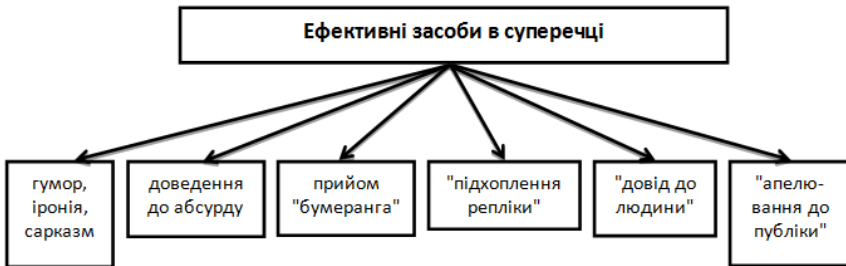 Ефективні засоби в суперечці
гумор,
іронія,
сарказм
доведення
до абсурду
прийом
"бумеранга"
"підхоплення
репліки"
"довід до
людини"
"апелю-
вання до
публіки"